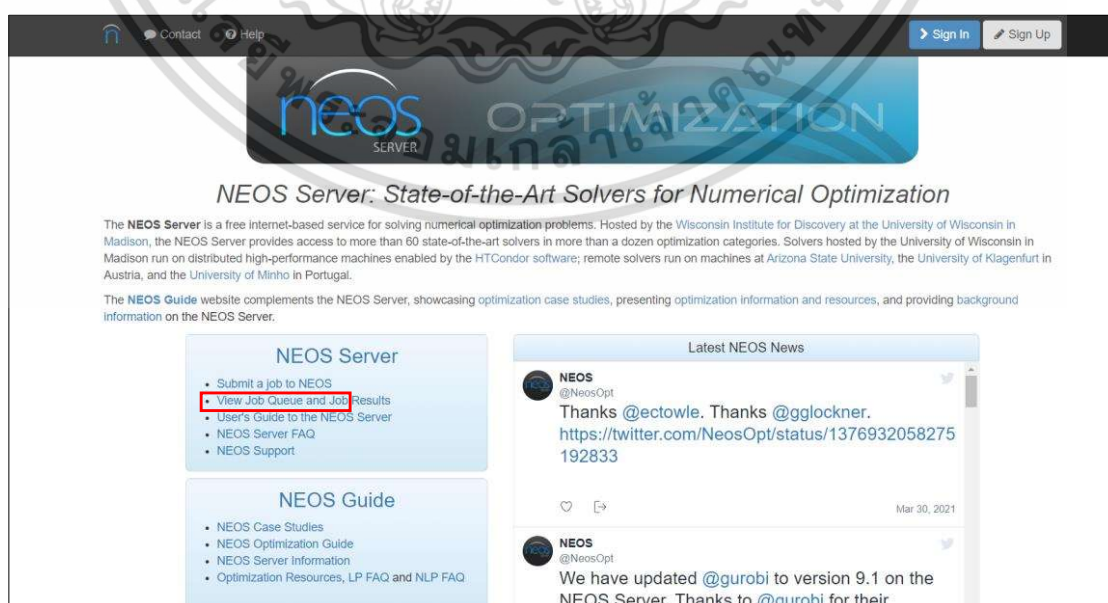 Contact Help Sign In Sign Up
neos
SERVER
OPTIMIZATION
NEOS Server: State-of-the-Art Solvers for Numerical Optimization
The NEOS Server is a free internet-based service for solving numerical optimization problems. Hosted by the Wisconsin Institute for Discovery at the University of Wisconsin in
Madison, the NEOS Server provides access to more than 60 state-of-the-art solvers in more than a dozen optimization categories. Solvers hosted by the University of Wisconsin in
Madison run on distributed high-performance machines enabled by the HTCondor software; remote solvers run on machines at Arizona State University, the University of Klagenfurt in
Austria, and the University of Minho in Portugal.
The NEOS Guide website complements the NEOS Server, showcasing optimization case studies, presenting optimization information and resources, and providing background
information on the NEOS Server.
NEOS Server
• Submit a job to NEOS
• View Job Queue and Job Results
• User's Guide to the NEOS Server
• NEOS Server FAQ
• NEOS Support
NEOS Guide
• NEOS Case Studies
• NEOS Optimization Guide
• NEOS Server Information
• Optimization Resources, LP FAQ and NLP FAQ
Latest NEOS News
NEOS
@NeosOpt
Thanks @ectowle. Thanks @gglockner.
https://twitter.com/NeosOpt/status/1376932058275
192833
Mar 30, 2021
NEOS
@NeosOpt
We have updated @gurobi to version 9.1 on the
NEOS Server. Thanks to @gurobi for their